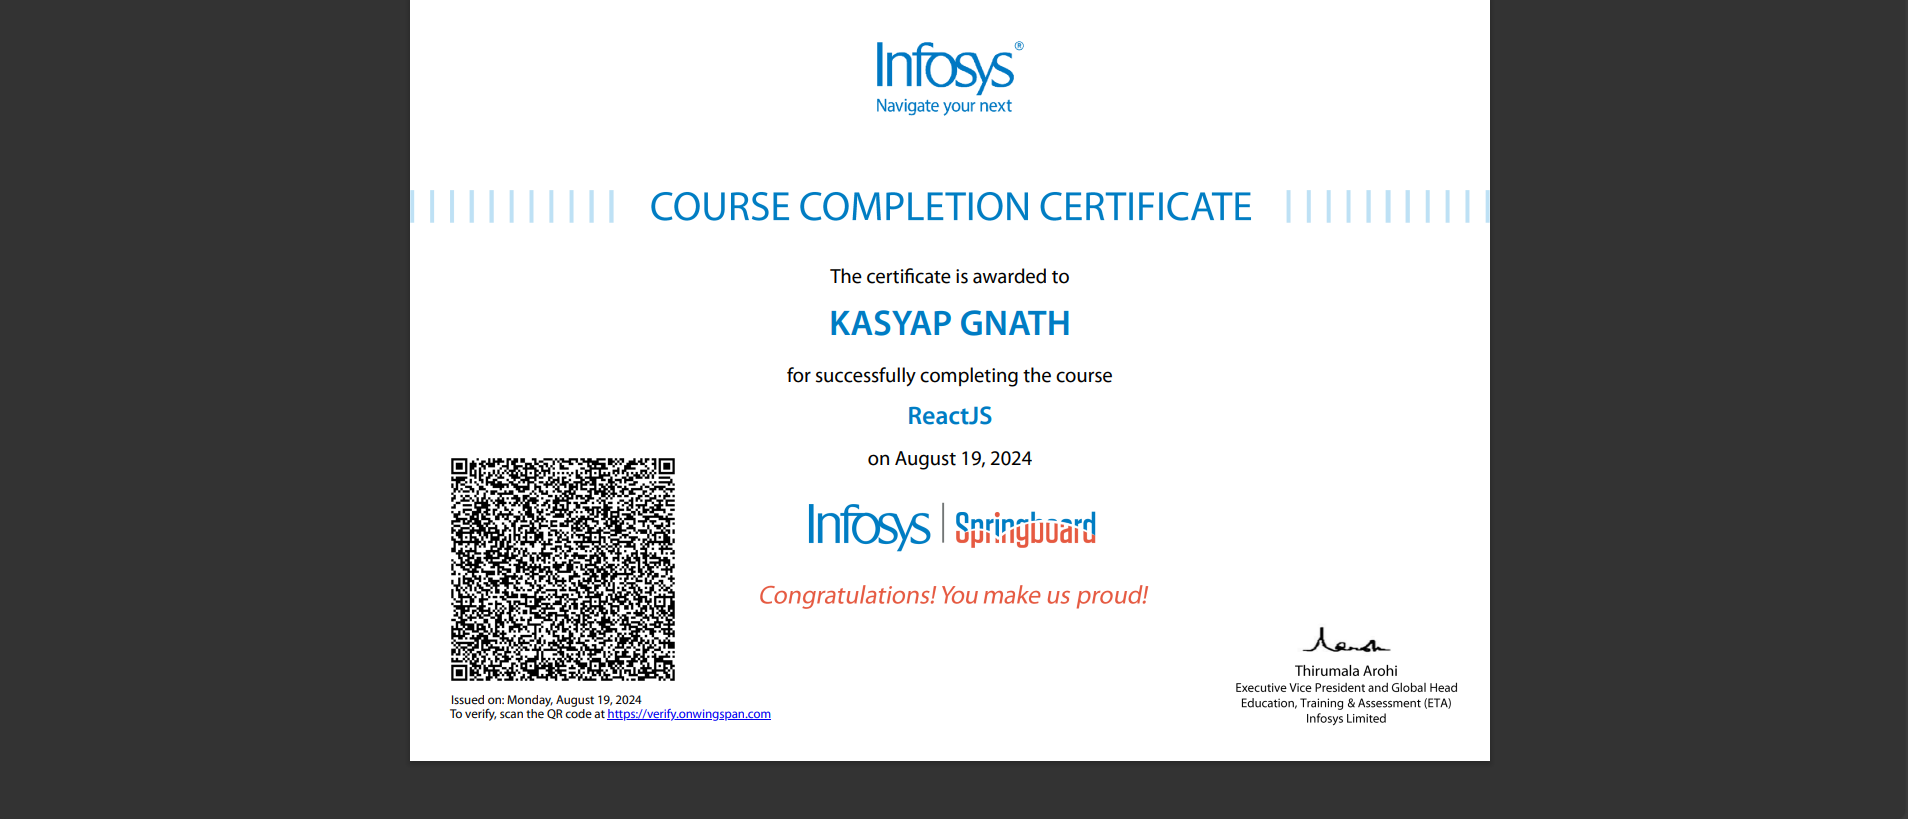 Infosys®
Navigate your next
COURSE COMPLETION CERTIFICATE
The certificate is awarded to
KASYAP GNATH
for successfully completing the course
ReactJS
on August 19, 2024
Infosys | Springboard
Congratulations! You make us proud!
Issued on: Monday, August 19, 2024
To verify, scan the QR code at https://verify.onwingspan.com
Thirumala Arohi
Executive Vice President and Global Head
Education, Training & Assessment (ETA)
Infosys Limited